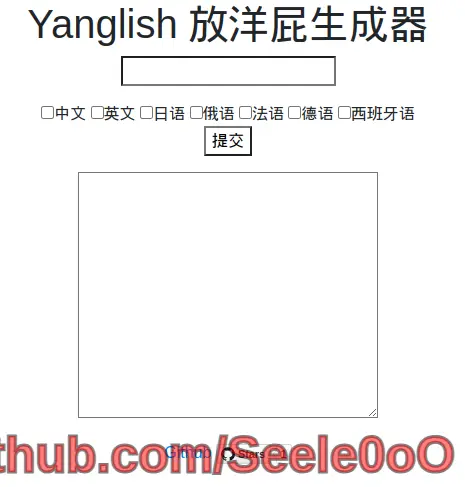 Yanglish 放洋屁生成器
中文 英文 日语 俄语 法语 德语 西班牙语
提交
Github Stars 1
thub.com/Seele0oO